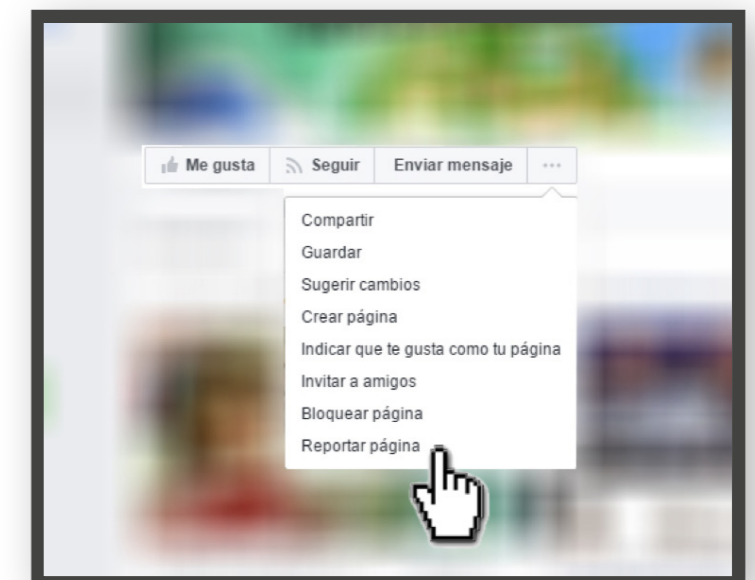 Me gusta Seguir Enviar mensaje ...
Compartir
Guardar
Sugerir cambios
Crear página
Indicar que te gusta como tu página
Invitar a amigos
Bloquear página
Reportar página